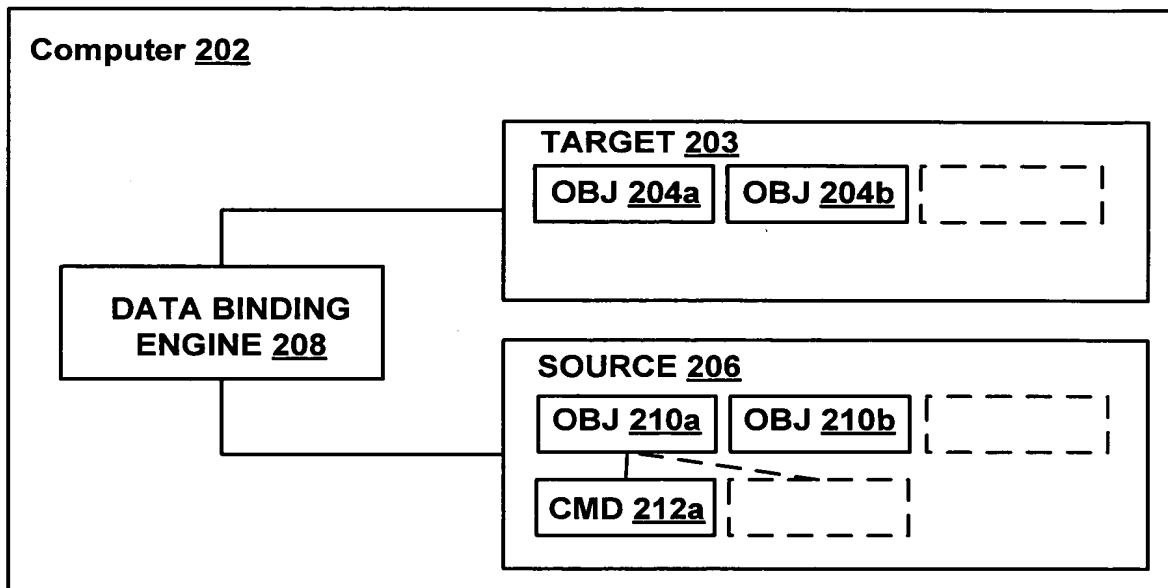 Computer 202
TARGET 203
OBJ 204a
OBJ 204b
DATA BINDING
ENGINE 208
SOURCE 206
OBJ 210a
OBJ 210b
CMD 212a